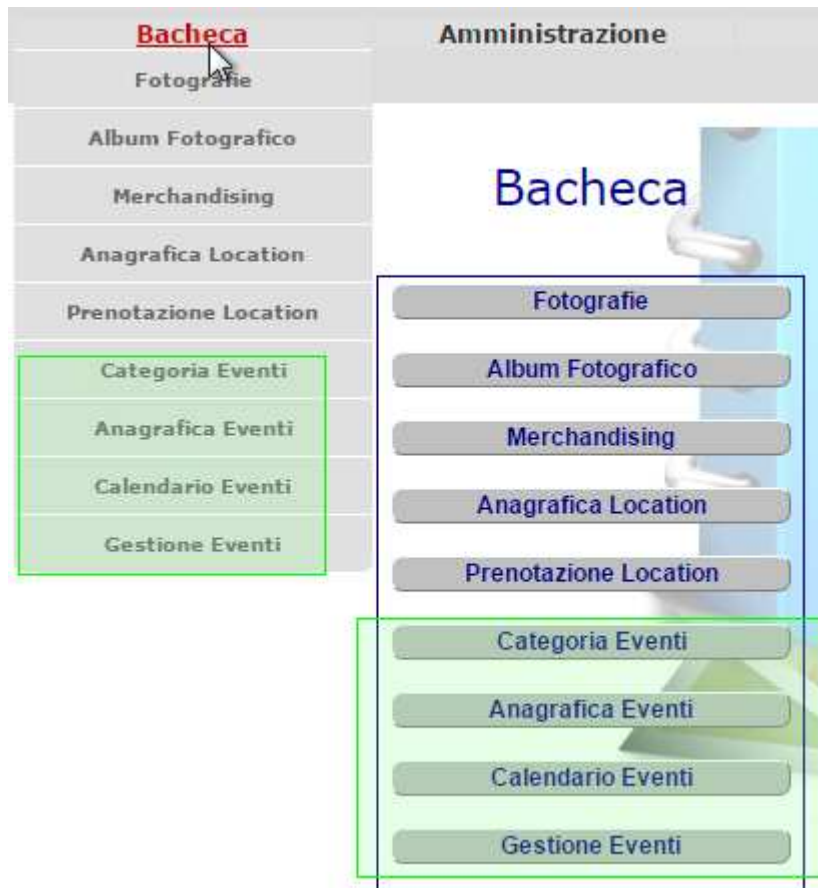 Bacheca
Amministrazione
Fotografie
Album Fotografico
Merchandising
Anagrafica Location
Prenotazione Location
Categoria Eventi
Anagrafica Eventi
Calendario Eventi
Gestione Eventi
Bacheca
Fotografie
Album Fotografico
Merchandising
Anagrafica Location
Prenotazione Location
Categoria Eventi
Anagrafica Eventi
Calendario Eventi
Gestione Eventi